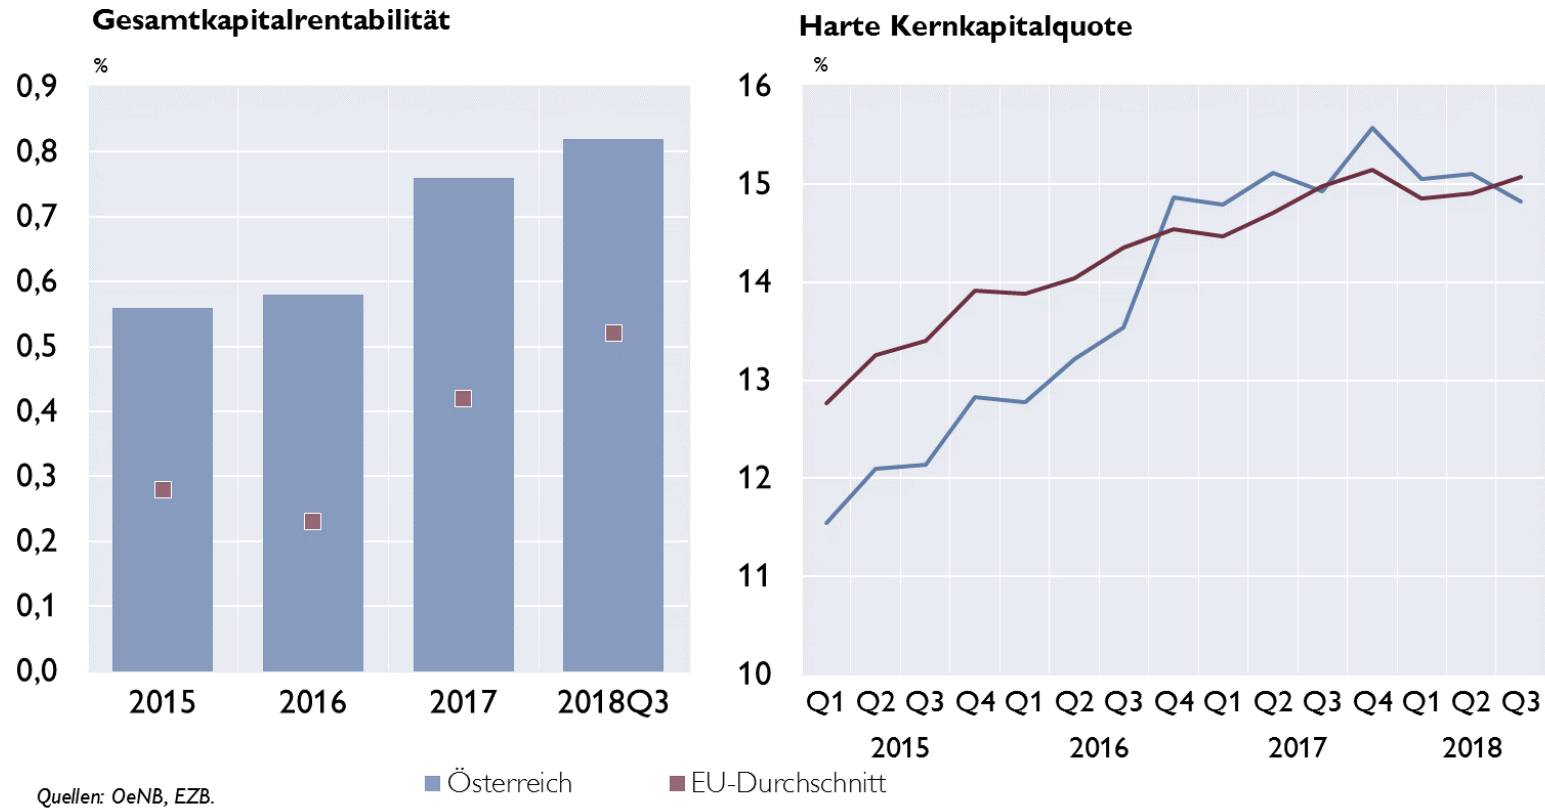 Gesamtkapitalrentabilität
%
0,9
0,8
0,7
0,6
0,5
0,4
0,3
0,2
0,1
0,0
2015 2016 2017 2018Q3
Harte Kernkapitalquote
%
16
15
14
13
12
11
10
Q1 Q2 Q3 Q4 Q1 Q2 Q3 Q4 Q1 Q2 Q3 Q4 Q1 Q2 Q3
2015 2016 2017 2018
Österreich EU-Durchschnitt
Quellen: OeNB, EZB.